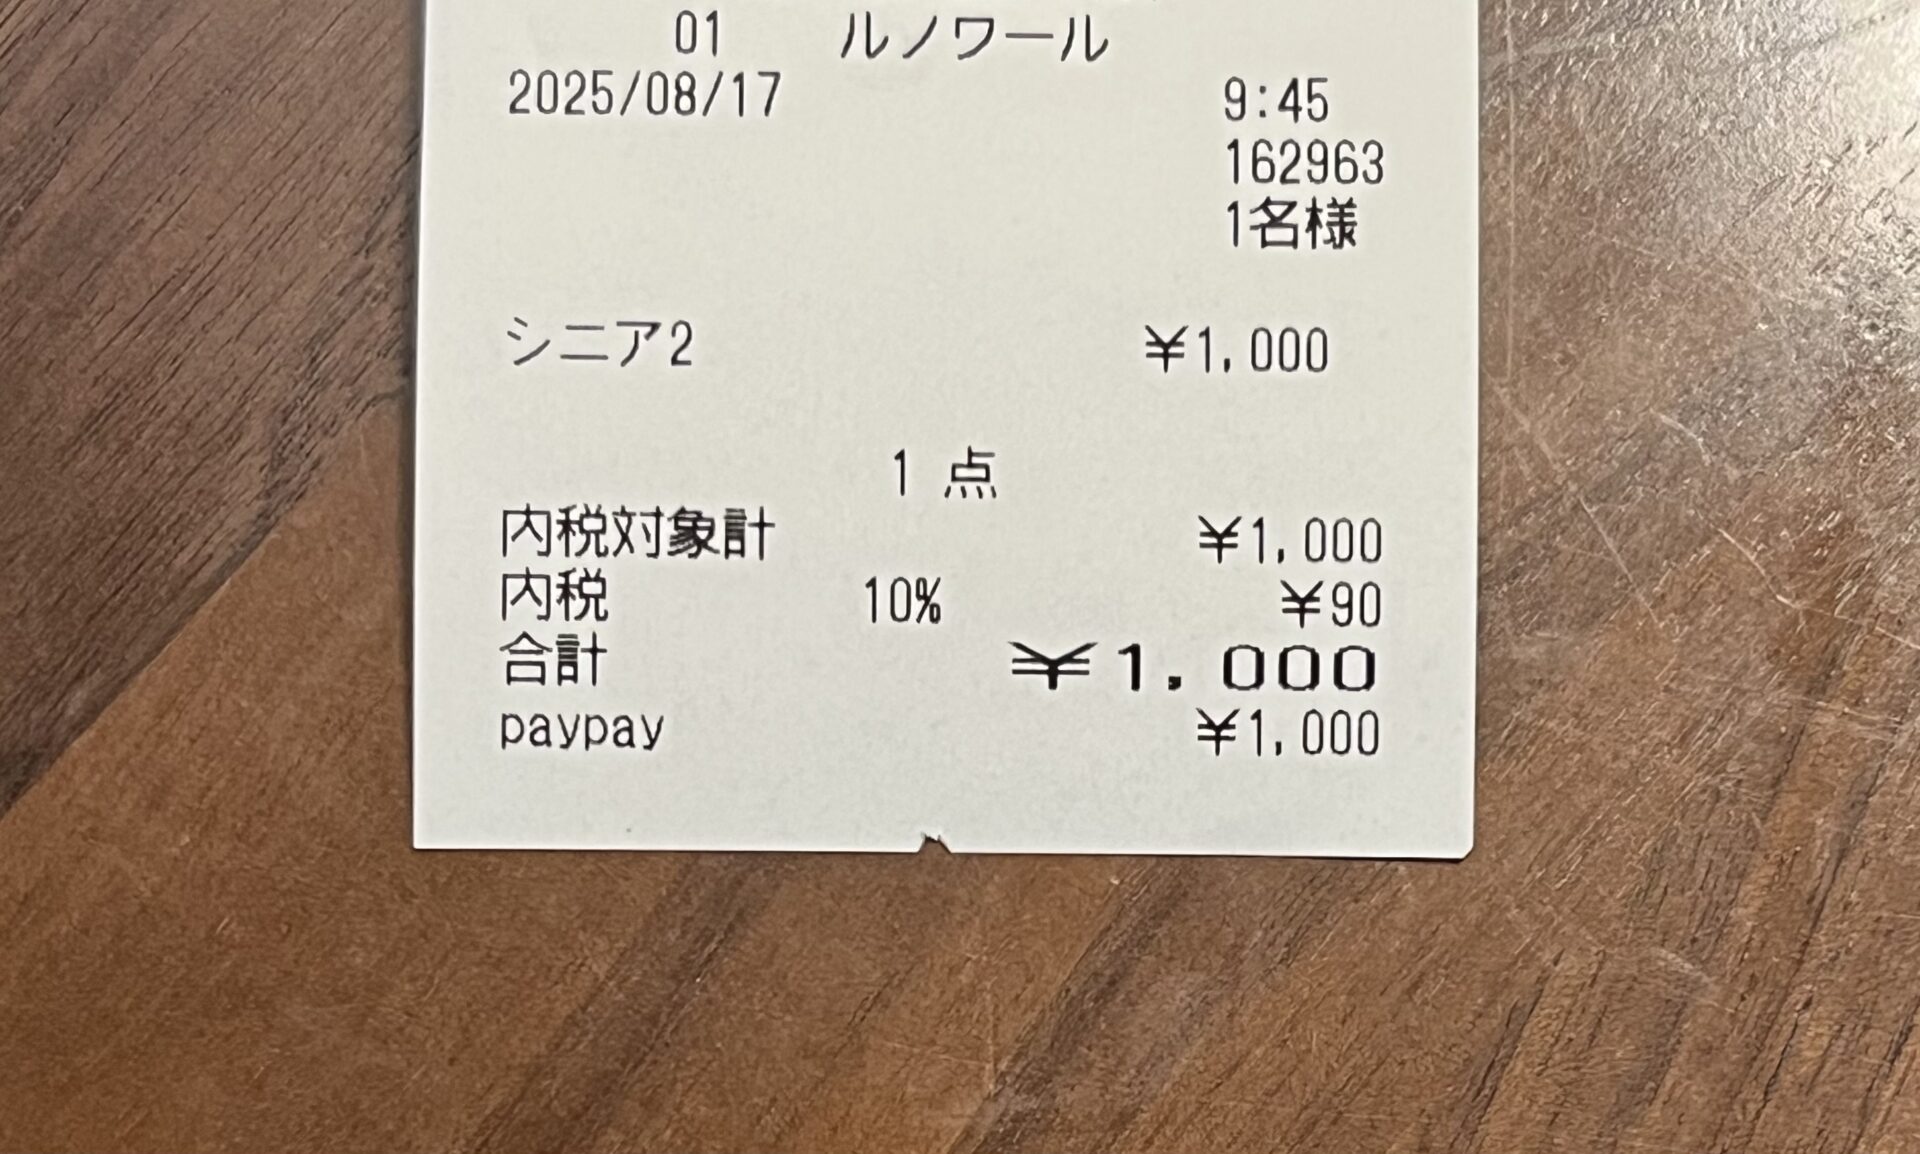 01 ルノワール
2025/08/17 9:45
162963
1名様
シニア2 ¥1,000
1 点
内税対象計 ¥1,000
内税 10% ¥90
合計 ¥1,000
paypay ¥1,000